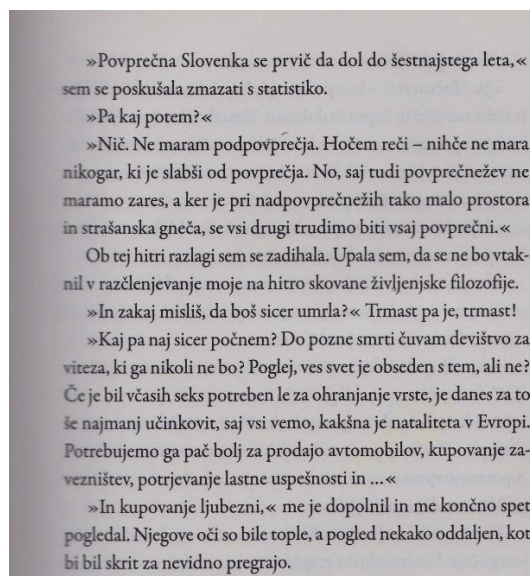 »Povprečna Slovenka se prvič da dol do šestnajstega leta,«
sem se poskušala zmazati s statistiko.
»Pa kaj potem?«
»Nič. Ne maram podpovprečja. Hočem reči – nihče ne mara
nikogar, ki je slabši od povprečja. No, saj tudi povprečnežev ne
maramo zares, a ker je pri nadpovprečnežih tako malo prostora
in strašanska gneča, se vsi drugi trudimo biti vsaj povprečni.«
Ob tej hitri razlagi sem se zadihala. Upala sem, da se ne bo vtak-
nil v razčlenjevanje moje na hitro skovane življenjske filozofije.
»In zakaj misliš, da boš sicer umrla?« Trmast pa je, trmast!
»Kaj pa naj sicer počnem? Do pozne smrti čuvam devištvo za
viteza, ki ga nikoli ne bo? Poglej, ves svet je obseden s tem, ali ne?
Če je bil včasih seks potreben le za ohranjanje vrste, je danes za to
še najmanj učinkovit, saj vsi vemo, kakšna je nataliteta v Evropi.
Potrebujemo ga pač bolj za prodajo avtomobilov, kupovanje za-
vezništev, potrjevanje lastne uspešnosti in ...«
»In kupovanje ljubezni,« me je dopolnil in me končno spet
pogledal. Njegove oči so bile tople, a pogled nekako oddaljen, kot
bi bil skrit za nevidno pregrajo.